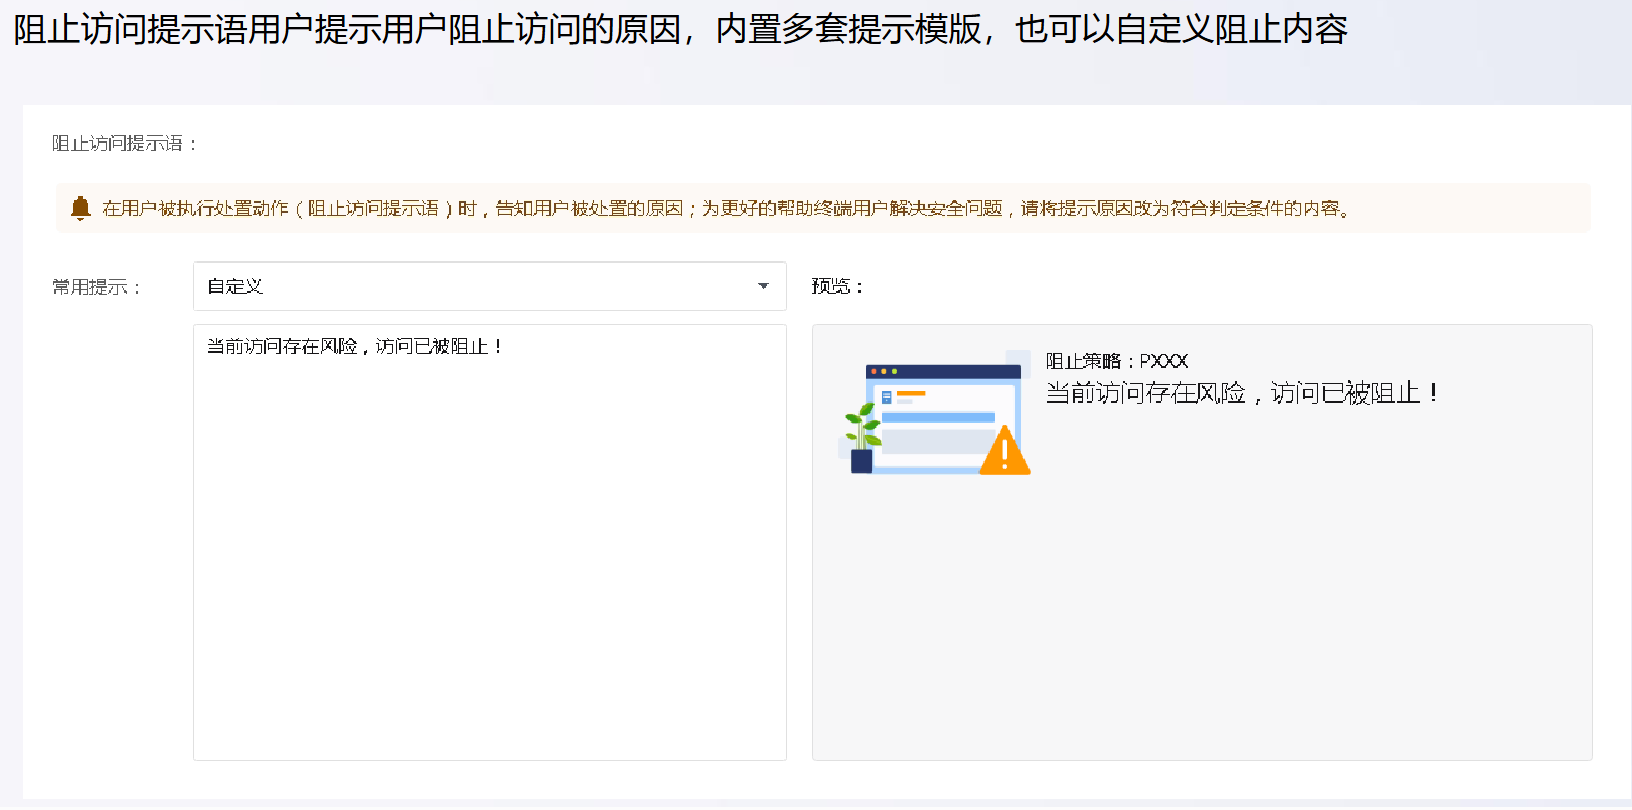 阻止访问提示语用户提示用户阻止访问的原因，内置多套提示模版，也可以自定义阻止内容
阻止访问提示语：
在用户被执行处置动作（阻止访问提示语）时，告知用户被处置的原因；为更好的帮助终端用户解决安全问题，请将提示原因改为符合判定条件的内容。
常用提示：
自定义
预览：
当前访问存在风险，访问已被阻止！
阻止策略：PXXX
当前访问存在风险，访问已被阻止！